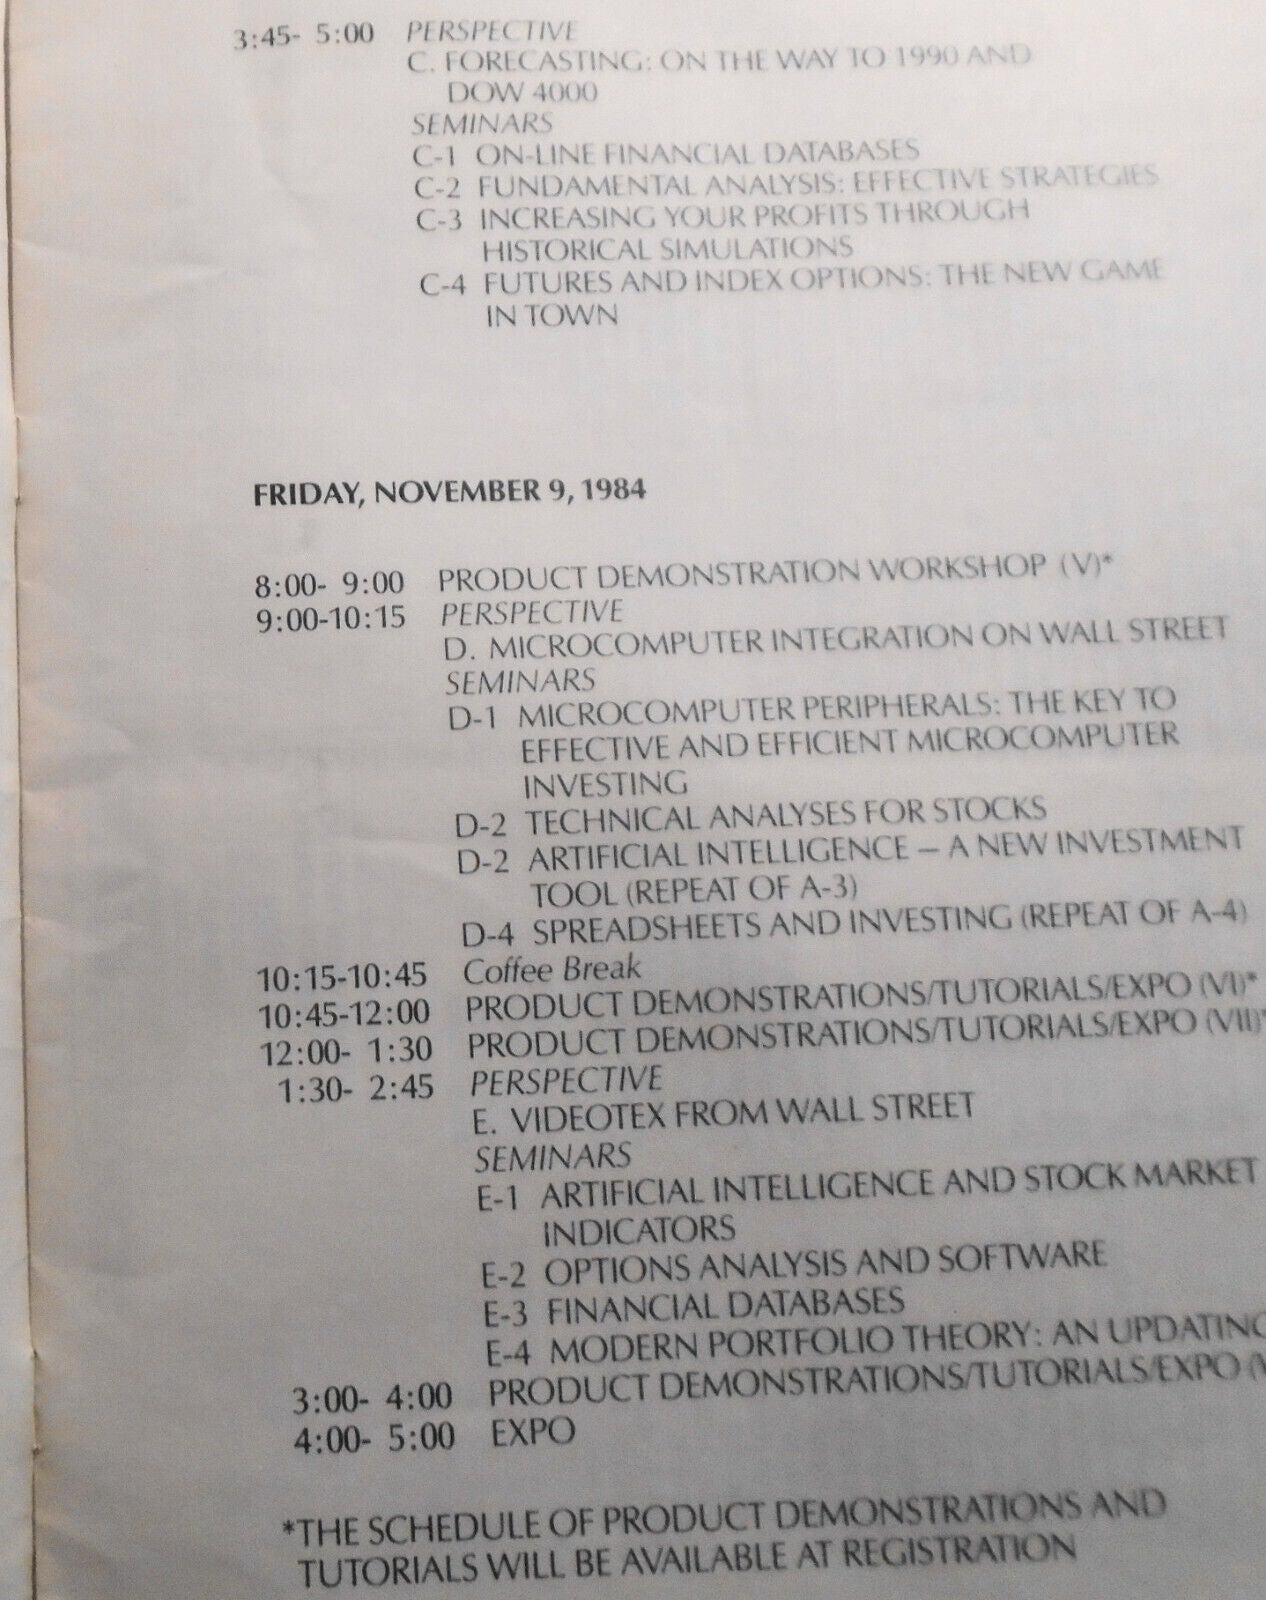 3:45- 5:00 PERSPECTIVE
C. FORECASTING: ON THE WAY TO 1990 AND
DOW 4000
SEMINARS
C-1 ON-LINE FINANCIAL DATABASES
C-2 FUNDAMENTAL ANALYSIS: EFFECTIVE STRATEGIES
C-3 INCREASING YOUR PROFITS THROUGH
HISTORICAL SIMULATIONS
C-4 FUTURES AND INDEX OPTIONS: THE NEW GAME
IN TOWN
FRIDAY, NOVEMBER 9, 1984
8:00- 9:00 PRODUCT DEMONSTRATION WORKSHOP (V)*
9:00-10:15 PERSPECTIVE
D. MICROCOMPUTER INTEGRATION ON WALL STREET
SEMINARS
D-1 MICROCOMPUTER PERIPHERALS: THE KEY TO
EFFECTIVE AND EFFICIENT MICROCOMPUTER
INVESTING
D-2 TECHNICAL ANALYSES FOR STOCKS
D-2 ARTIFICIAL INTELLIGENCE — A NEW INVESTMENT
TOOL (REPEAT OF A-3)
D-4 SPREADSHEETS AND INVESTING (REPEAT OF A-4)
10:15-10:45 Coffee Break
10:45-12:00 PRODUCT DEMONSTRATIONS/TUTORIALS/EXPO (VI)*
12:00- 1:30 PRODUCT DEMONSTRATIONS/TUTORIALS/EXPO (VII)*
1:30- 2:45 PERSPECTIVE
E. VIDEOTEX FROM WALL STREET
SEMINARS
E-1 ARTIFICIAL INTELLIGENCE AND STOCK MARKET
INDICATORS
E-2 OPTIONS ANALYSIS AND SOFTWARE
E-3 FINANCIAL DATABASES
E-4 MODERN PORTFOLIO THEORY: AN UPDATING
3:00- 4:00 PRODUCT DEMONSTRATIONS/TUTORIALS/EXPO
4:00- 5:00 EXPO
*THE SCHEDULE OF PRODUCT DEMONSTRATIONS AND
TUTORIALS WILL BE AVAILABLE AT REGISTRATION